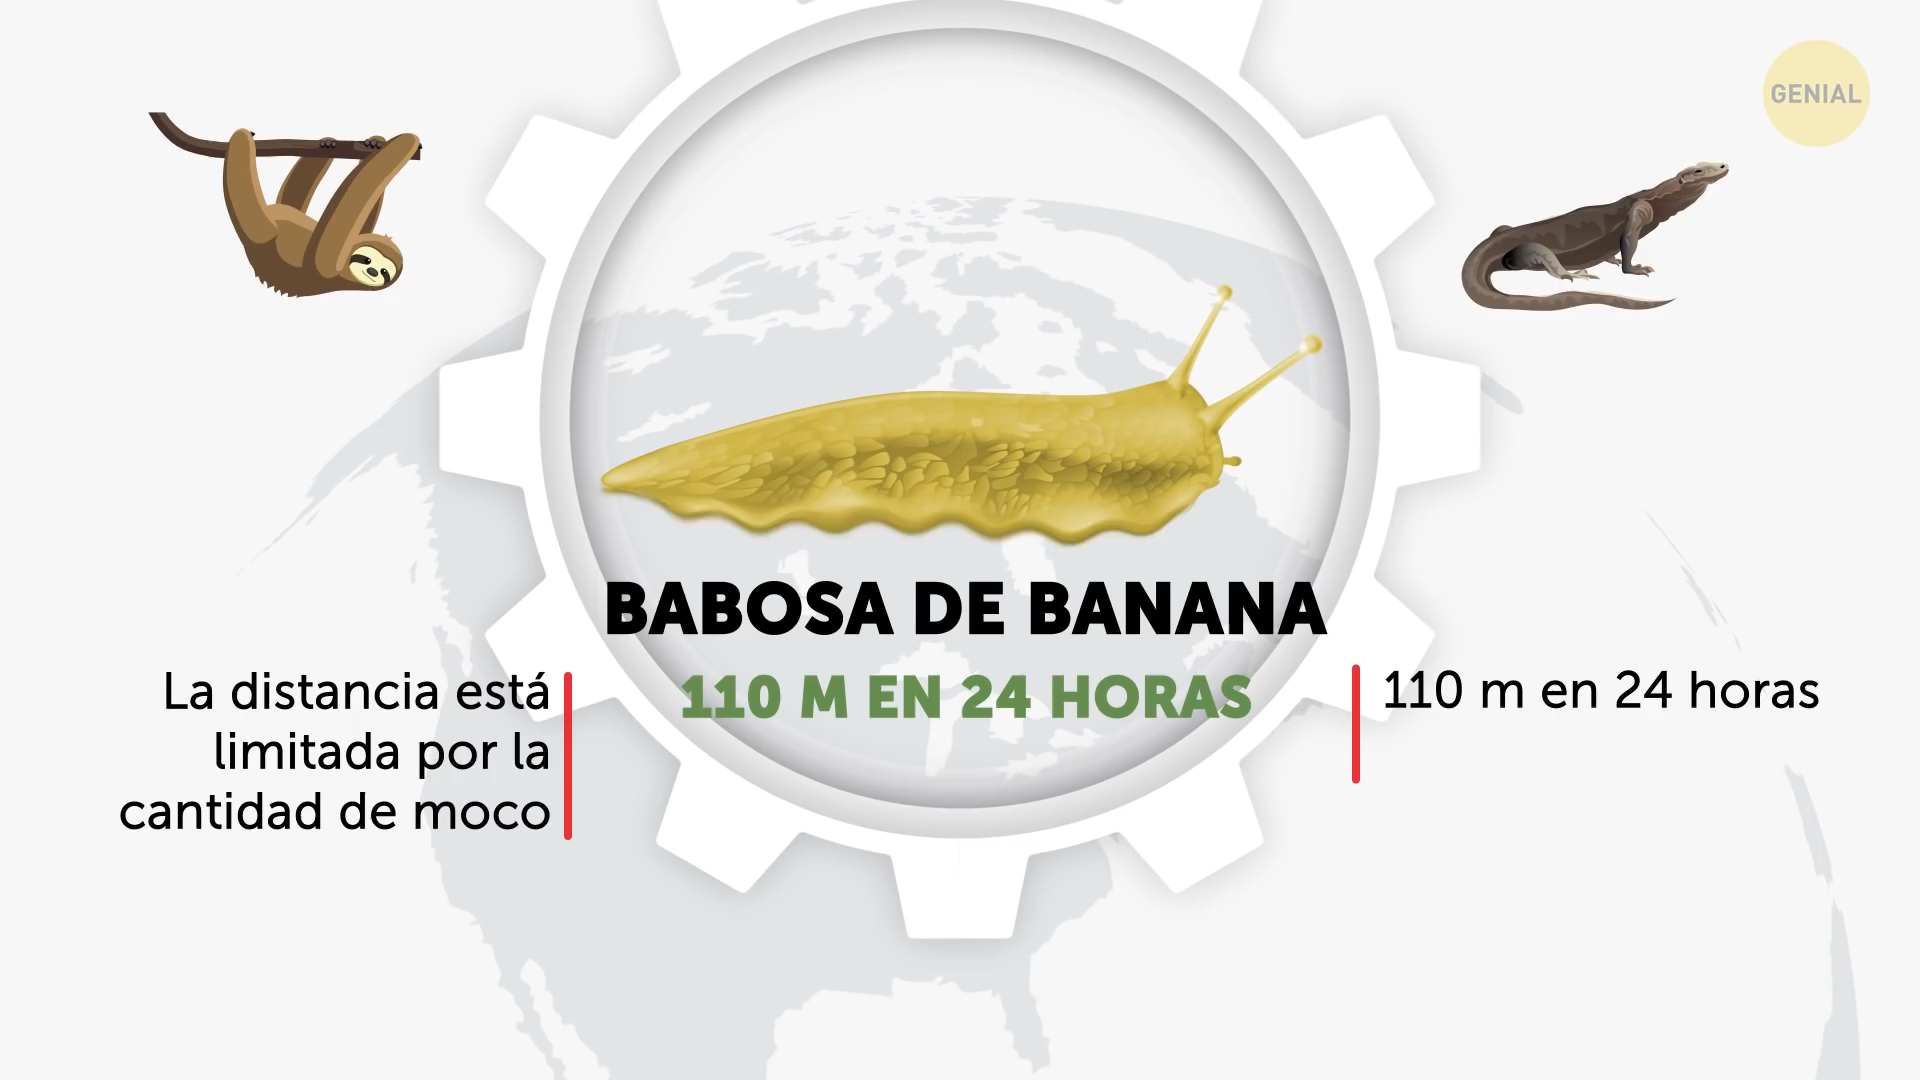 GENIAL
BABOSA DE BANANA
110 M EN 24 HORAS
La distancia está
limitada por la
cantidad de moco
110 m en 24 horas